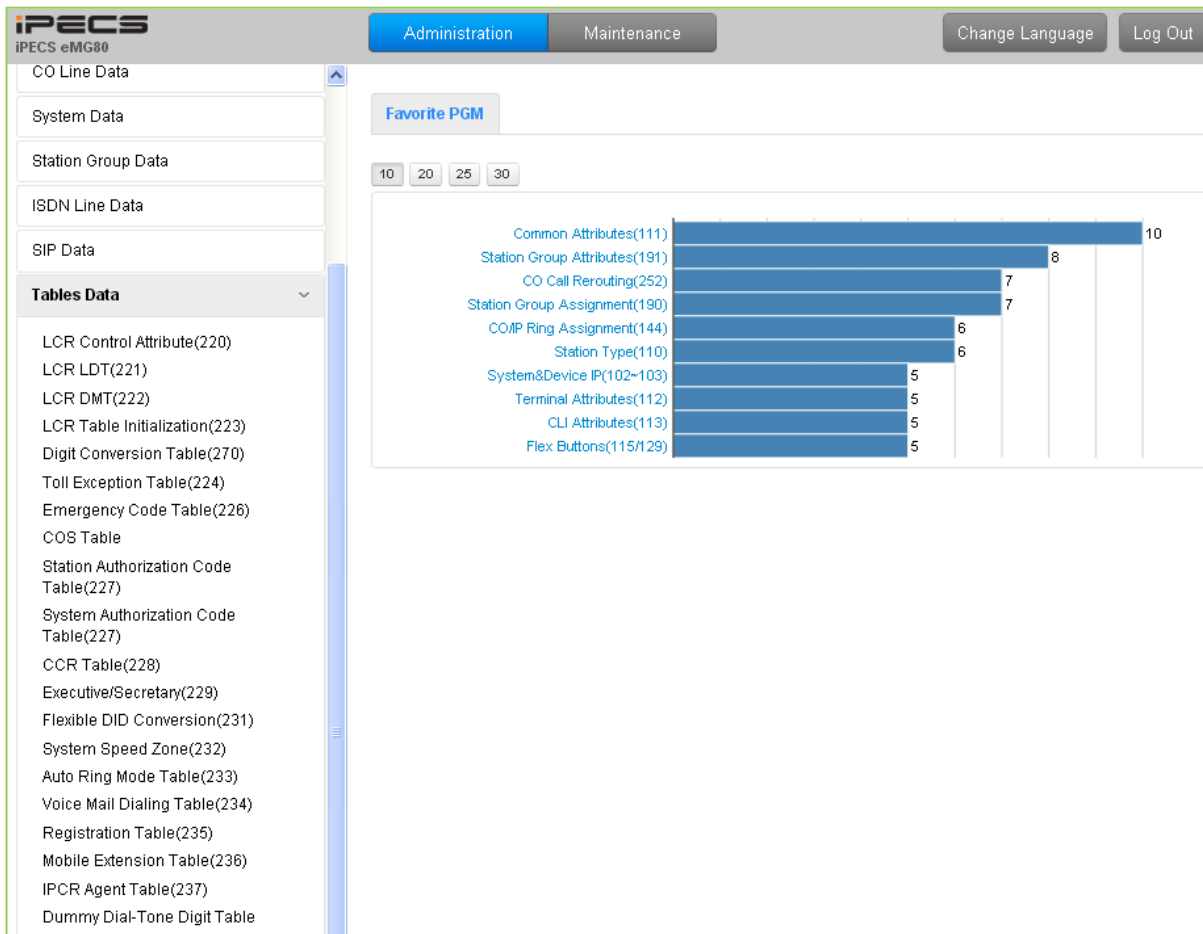 iPECS
iPECS eMG80
Administration
Maintenance
Change Language
Log Out
CO Line Data
System Data
Station Group Data
ISDN Line Data
SIP Data
Tables Data
LCR Control Attribute(220)
LCR LDT(221)
LCR DMT(222)
LCR Table Initialization(223)
Digit Conversion Table(270)
Toll Exception Table(224)
Emergency Code Table(226)
COS Table
Station Authorization Code
Table(227)
System Authorization Code
Table(227)
CCR Table(228)
Executive/Secretary(229)
Flexible DID Conversion(231)
System Speed Zone(232)
Auto Ring Mode Table(233)
Voice Mail Dialing Table(234)
Registration Table(235)
Mobile Extension Table(236)
IPCR Agent Table(237)
Dummy Dial-Tone Digit Table
Favorite PGM
10 20 25 30
Common Attributes(111) 10
Station Group Attributes(191) 8
CO Call Rerouting(252) 7
Station Group Assignment(190) 7
CO/IP Ring Assignment(144) 6
Station Type(110) 6
System&Device IP(102~103) 5
Terminal Attributes(112) 5
CLI Attributes(113) 5
Flex Buttons(115/129) 5